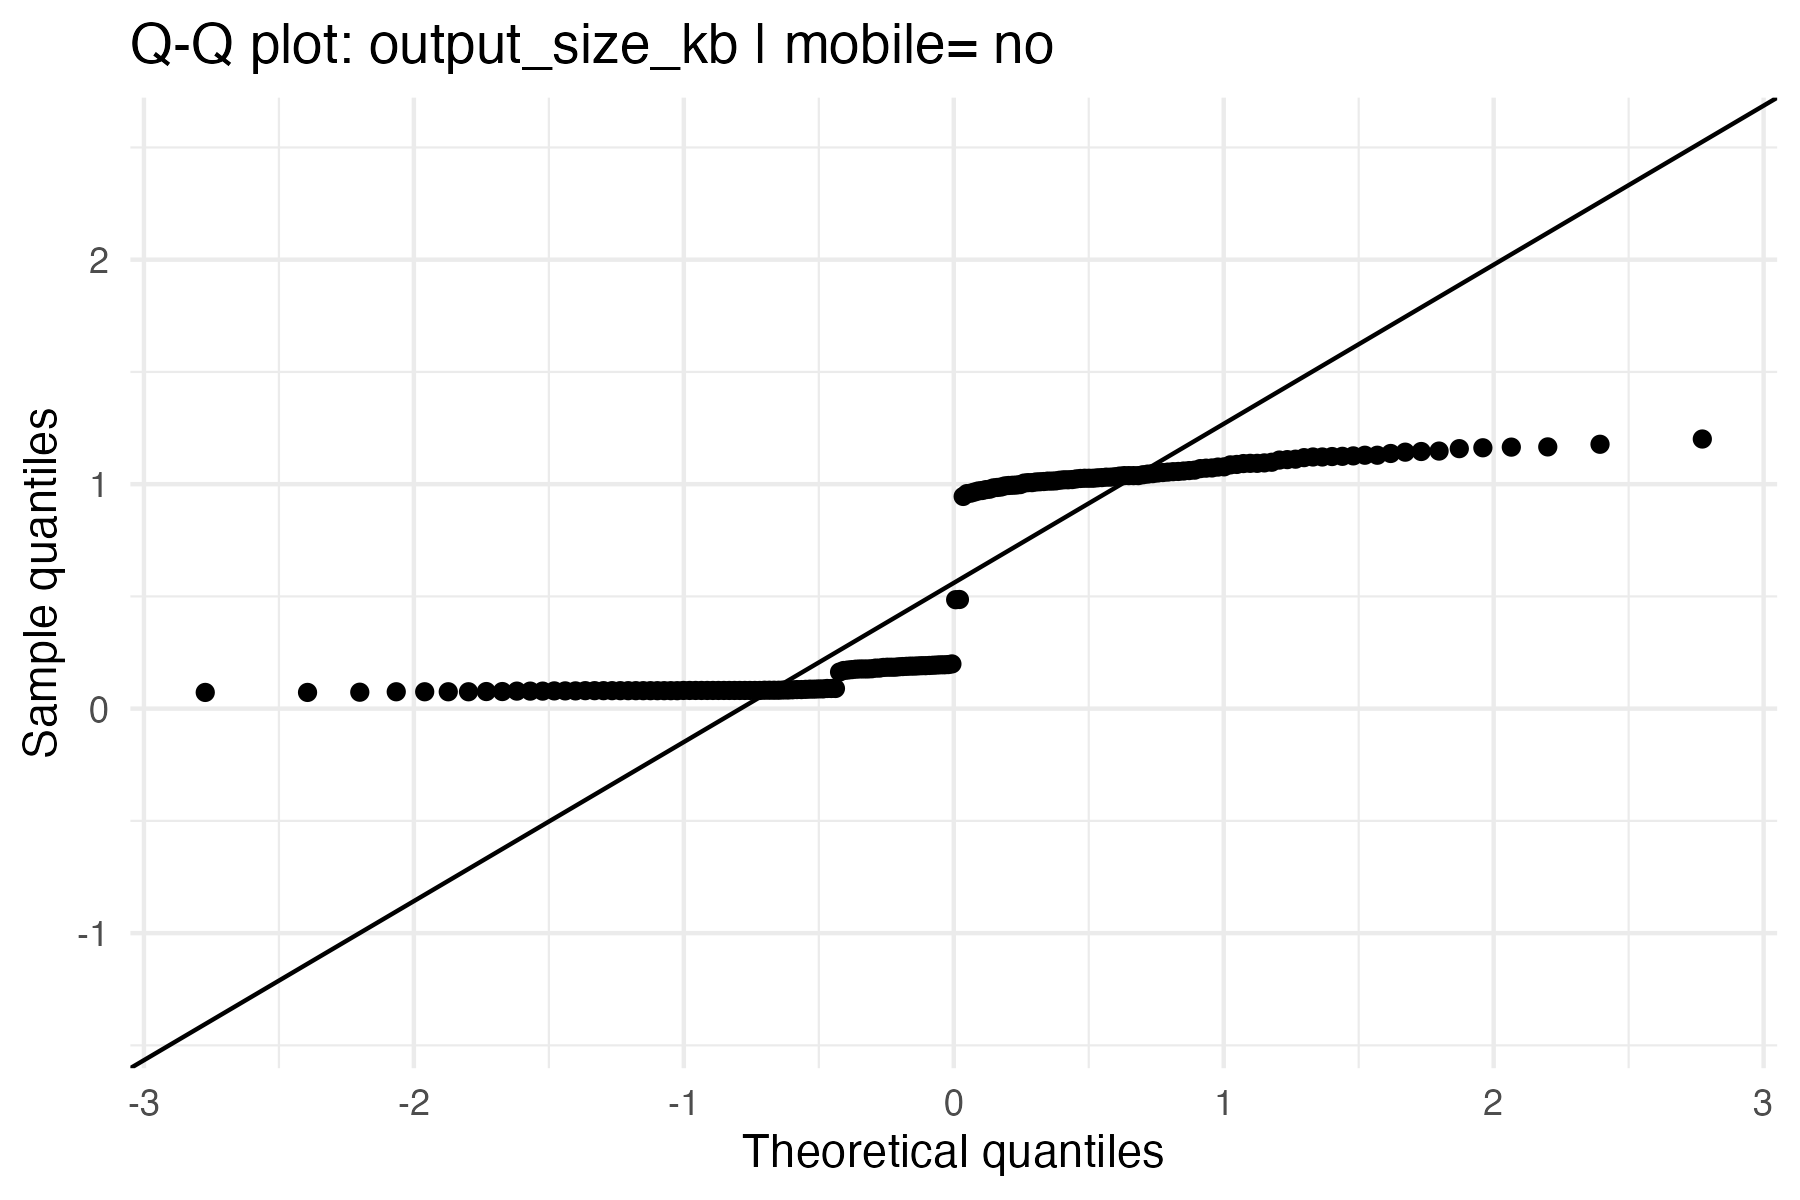 Q-Q plot: output_size_kb | mobile= no
Sample quantiles
2
1
0
-1
-3 -2 -1 0 1 2 3
Theoretical quantiles